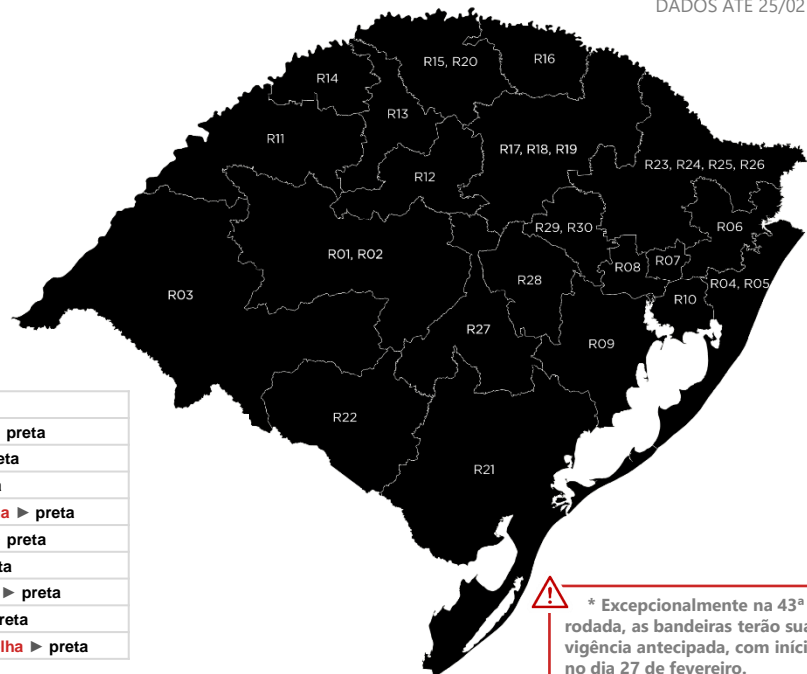 DADOS ATÉ 25/02
R14
R15, R20
R16
R13
R11
R17, R18, R19
R12
R23, R24, R25, R26
R06
R29, R30
R01, R02
R08
R07
R28
R04, R05
R03
R10
R27
R09
R22
R21
preta
preta
► preta
preta
► preta
preta
► preta
* Excepcionalmente na 43ª
rodada, as bandeiras terão
vigência antecipada, com
no dia 27 de fevereiro.